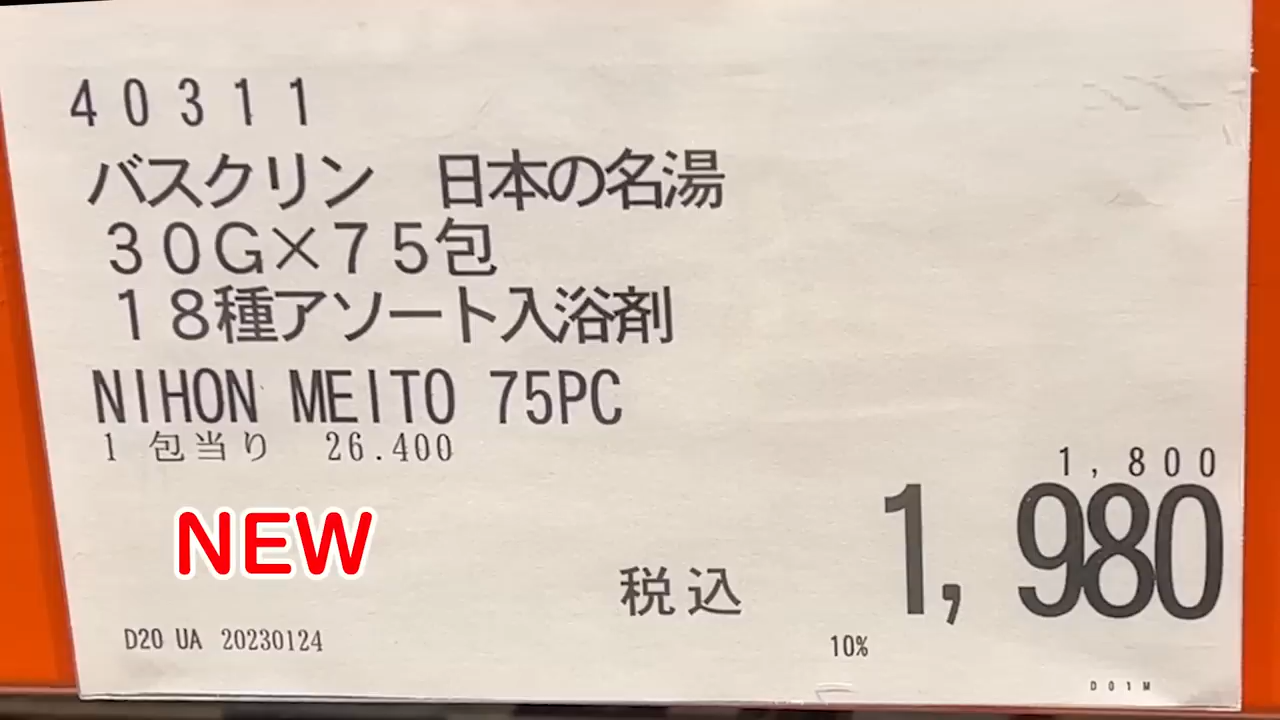 40311
バスクリン　日本の名湯
３０G×７５包
１８種アソート入浴剤
NIHON MEITO 75PC
1 包当り 26.400
1,800
NEW
税込 1,980
D20 UA 20230124
10%
D01M